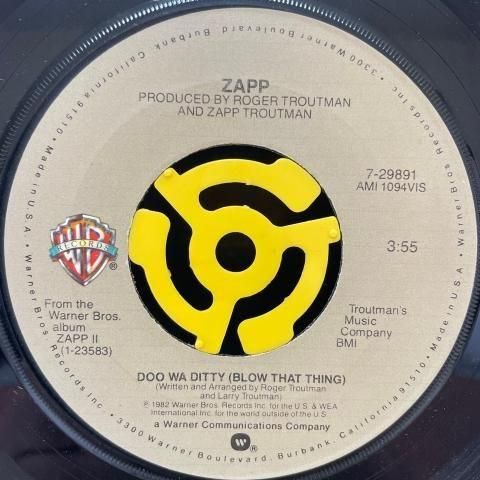 ZAPP
PRODUCED BY ROGER TROUTMAN
AND ZAPP TROUTMAN
7-29891
AMI 1094VIS
3:55
WB
RECORDS
®
From the
Warner Bros.
album
ZAPP II
(1-23583)
Troutman's
Music
Company
BMI
DOO WA DITTY (BLOW THAT THING)
(Written and Arranged by Roger Troutman
and Larry Troutman)
℗ 1982 Warner Bros. Records Inc. for the U.S. & WEA
International Inc. for the world outside of the U.S.
a Warner Communications Company
W ®
Warner Bros. Records Inc. • 3300 Warner Boulevard, Burbank, California 91510 • Made in U.S.A. •
Warner Bros. Records Inc. • 3300 Warner Boulevard, Burbank, California 91510 • Made in U.S.A. •